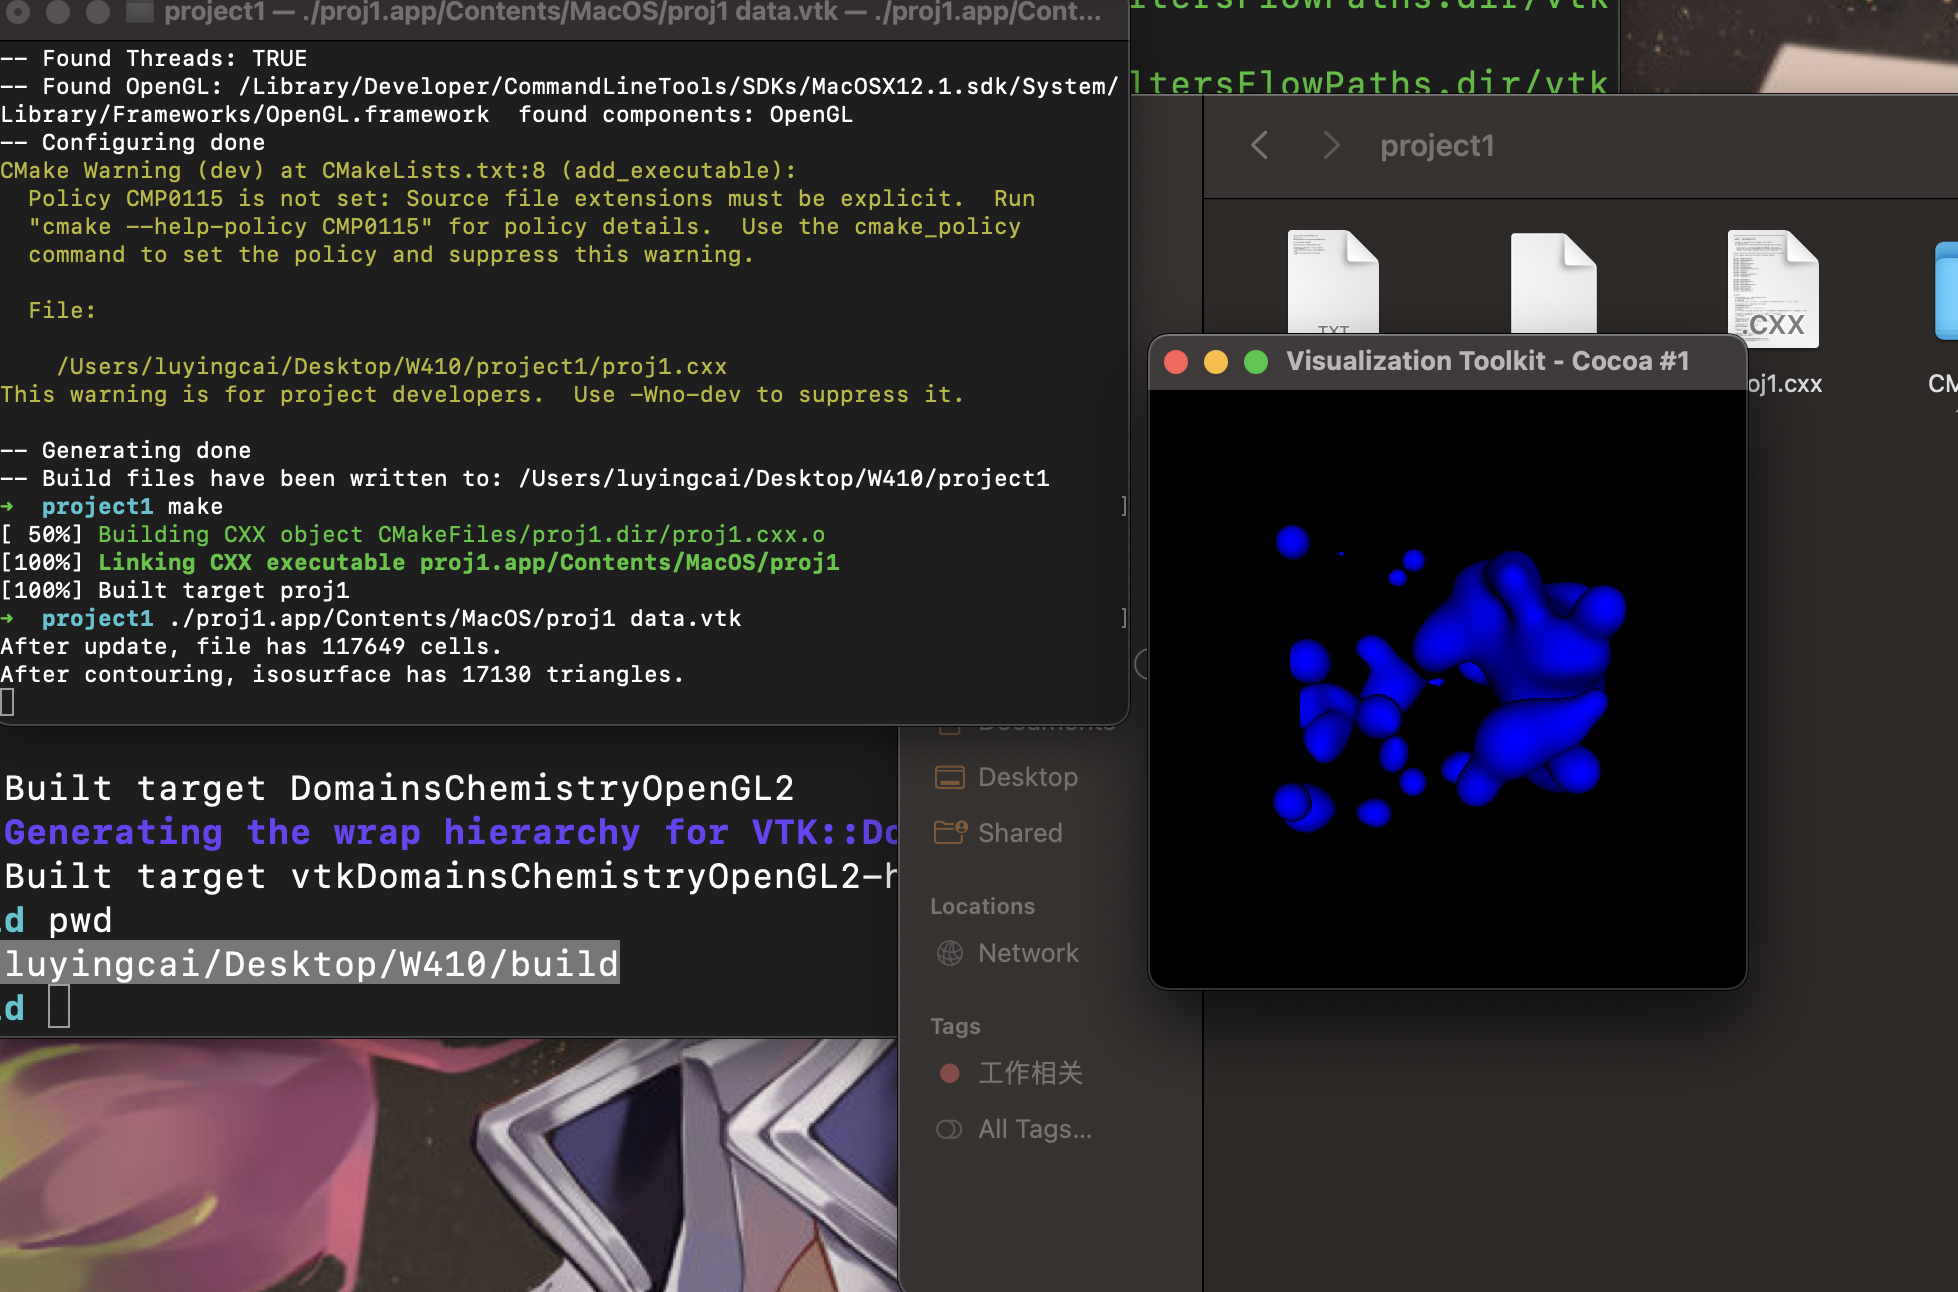 project1 — ./proj1.app/Contents/MacOS/proj1 data.vtk — ./proj1.app/Cont...
-- Found Threads: TRUE
-- Found OpenGL: /Library/Developer/CommandLineTools/SDKs/MacOSX12.1.sdk/System/
Library/Frameworks/OpenGL.framework  found components: OpenGL
-- Configuring done
CMake Warning (dev) at CMakeLists.txt:8 (add_executable):
  Policy CMP0115 is not set: Source file extensions must be explicit.  Run
  "cmake --help-policy CMP0115" for policy details.  Use the cmake_policy
  command to set the policy and suppress this warning.
  File:
    /Users/luyingcai/Desktop/W410/project1/proj1.cxx
This warning is for project developers.  Use -Wno-dev to suppress it.
-- Generating done
-- Build files have been written to: /Users/luyingcai/Desktop/W410/project1
➜  project1 make
[ 50%] Building CXX object CMakeFiles/proj1.dir/proj1.cxx.o
[100%] Linking CXX executable proj1.app/Contents/MacOS/proj1
[100%] Built target proj1
➜  project1 ./proj1.app/Contents/MacOS/proj1 data.vtk
After update, file has 117649 cells.
After contouring, isosurface has 17130 triangles.
ltersFlowPaths.dir/vtk
ltersFlowPaths.dir/vtk
project1
TXT
.CXX
oj1.cxx
CM
Visualization Toolkit - Cocoa #1
Built target DomainsChemistryOpenGL2
Generating the wrap hierarchy for VTK::Do
Built target vtkDomainsChemistryOpenGL2-h
d pwd
luyingcai/Desktop/W410/build
d
Documents
Desktop
Shared
Locations
Network
Tags
工作相关
All Tags...